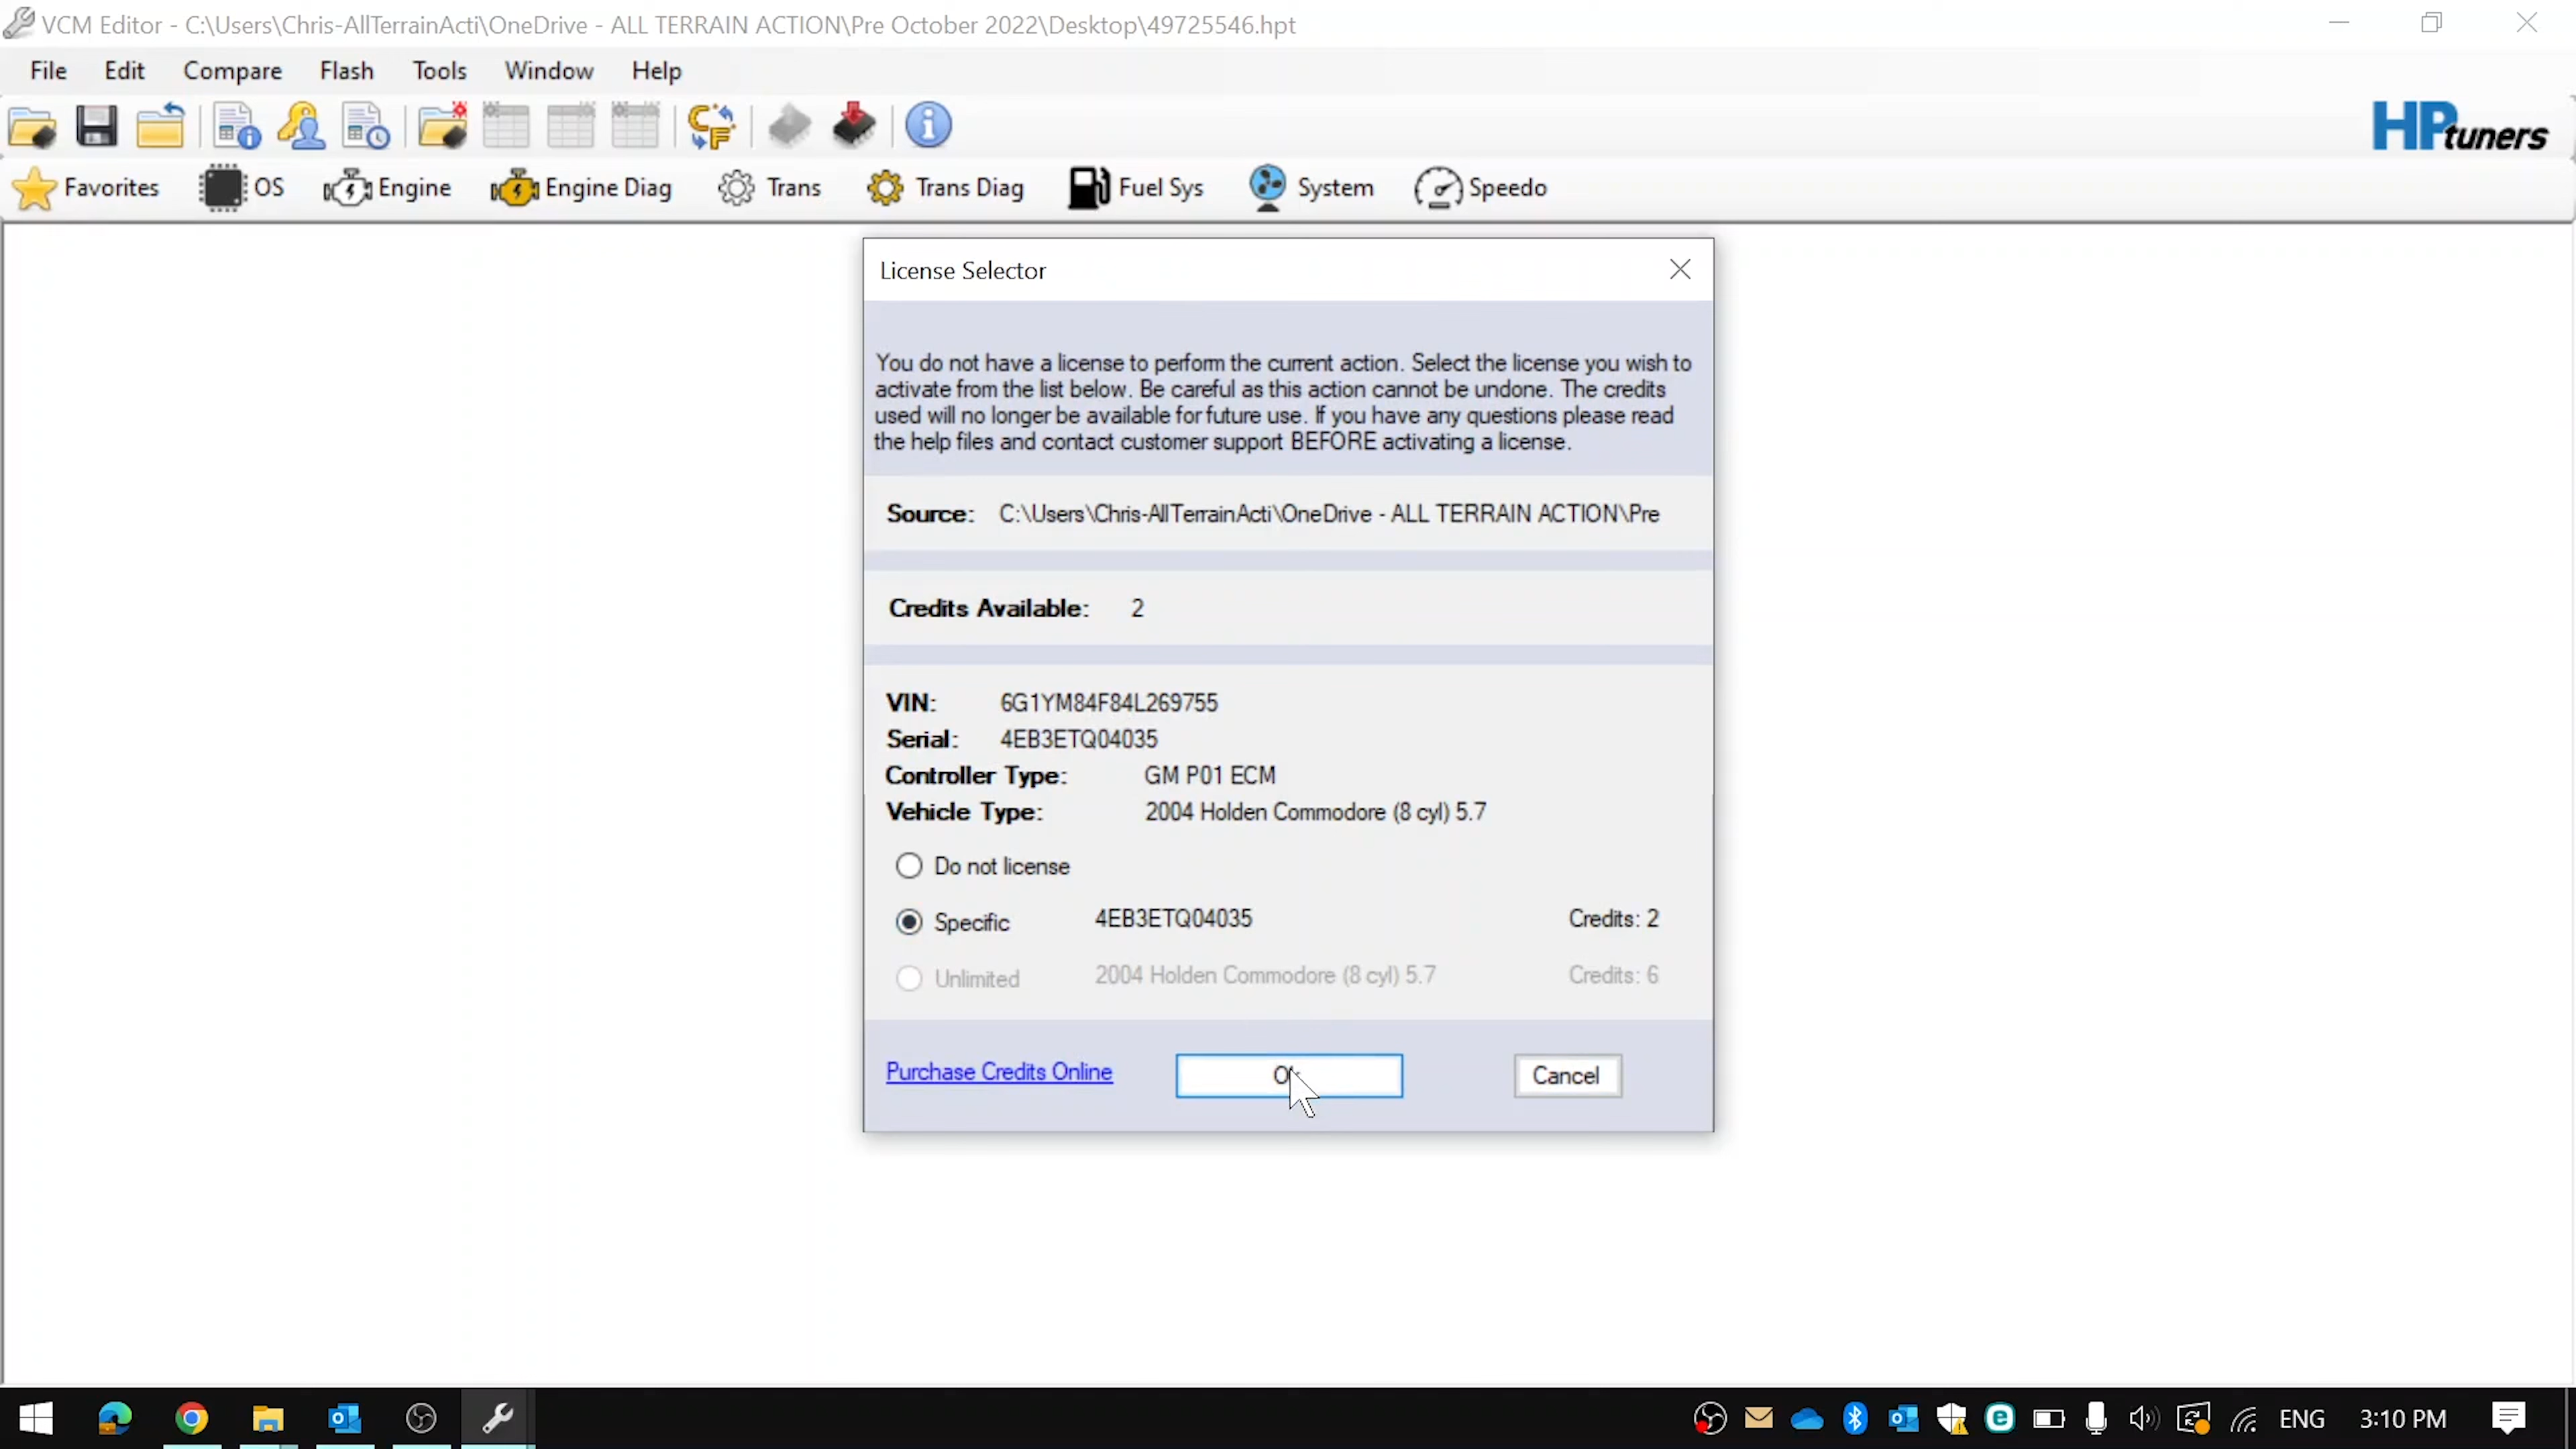 VCM Editor - C:\Users\Chris-AllTerrainActi\OneDrive - ALL TERRAIN ACTION\Pre October 2022\Desktop\49725546.hpt
File Edit Compare Flash Tools Window Help
HPtuners
Favorites OS Engine Engine Diag Trans Trans Diag Fuel Sys System Speedo
License Selector
You do not have a license to perform the current action. Select the license you wish to
activate from the list below. Be careful as this action cannot be undone. The credits
used will no longer be available for future use. If you have any questions please read
the help files and contact customer support BEFORE activating a license.
Source: C:\Users\Chris-AllTerrainActi\OneDrive - ALL TERRAIN ACTION\Pre
Credits Available: 2
VIN: 6G1YM84F84L269755
Serial: 4EB3ETQ04035
Controller Type: GM P01 ECM
Vehicle Type: 2004 Holden Commodore (8 cyl) 5.7
Do not license
Specific 4EB3ETQ04035 Credits: 2
Unlimited 2004 Holden Commodore (8 cyl) 5.7 Credits: 6
Purchase Credits Online Cancel
ENG 3:10 PM